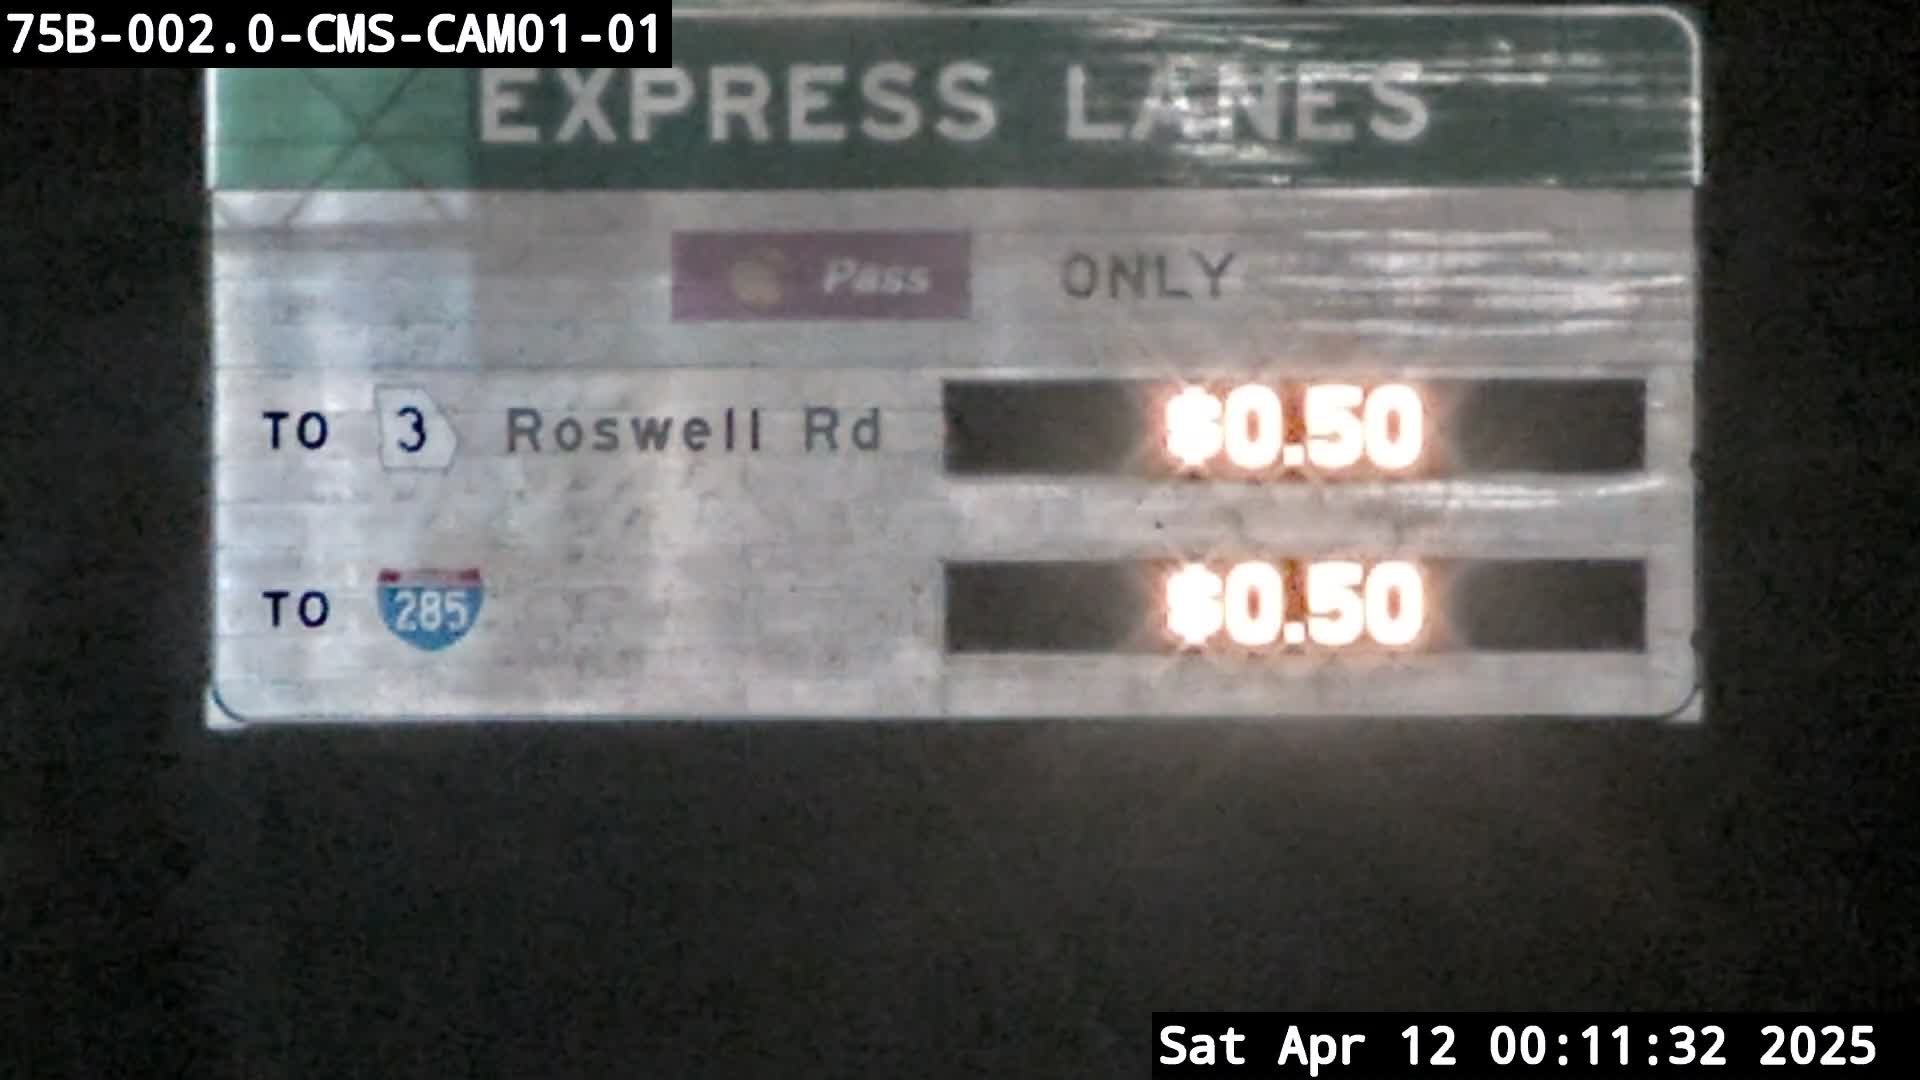 75B-002.0-CMS-CAM01-01
EXPRESS LANES
Pass ONLY
TO 3 Roswell Rd $0.50
TO 285 $0.50
Sat Apr 12 00:11:32 2025